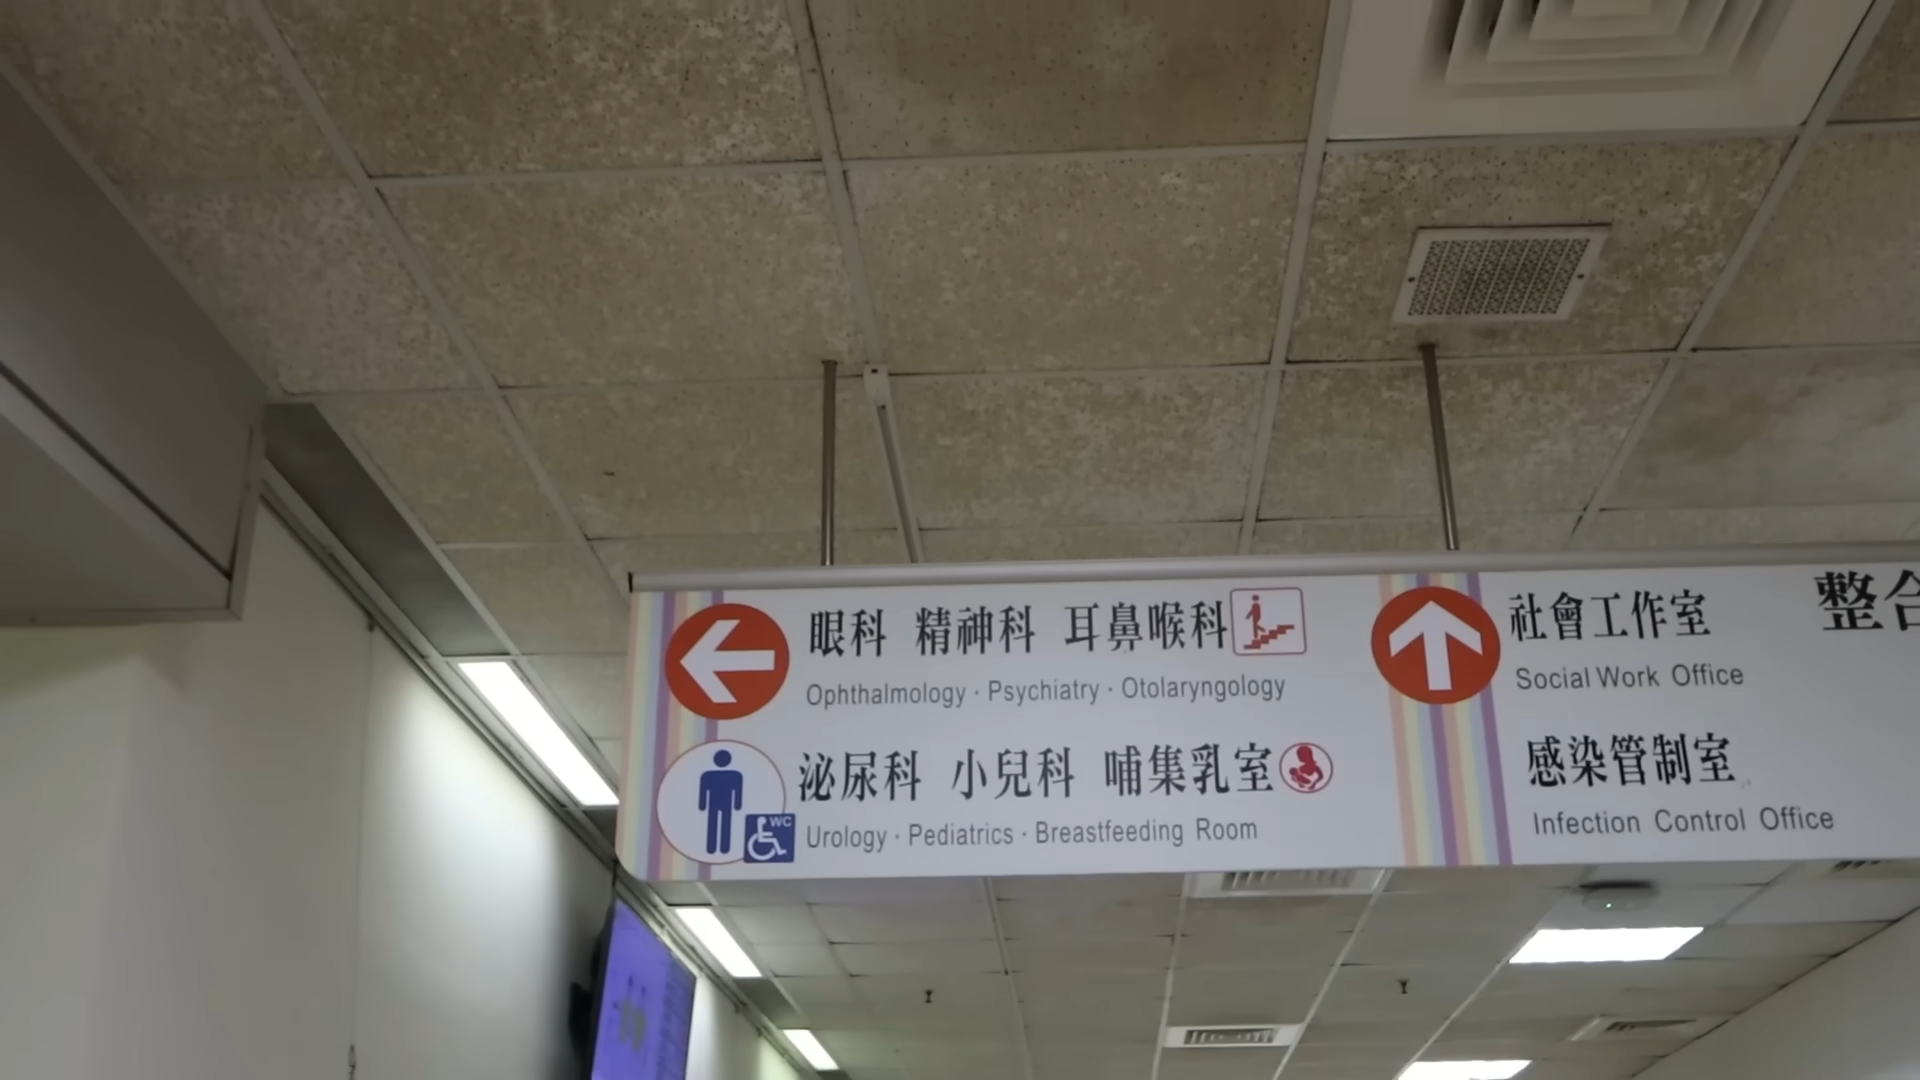 眼科 精神科 耳鼻喉科
Ophthalmology · Psychiatry · Otolaryngology
泌尿科 小兒科 哺集乳室
WC
Urology · Pediatrics · Breastfeeding Room
社會工作室
Social Work Office
感染管制室
Infection Control Office
整合